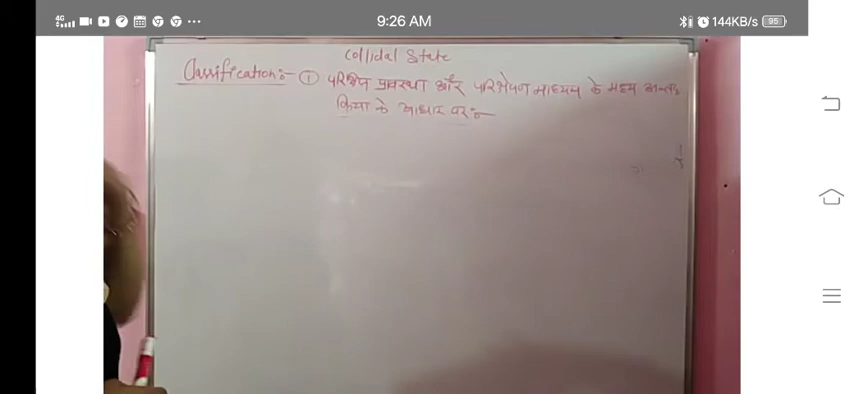 4G 9:26 AM 144KB/s 95
Collidal State
Classification:- ① परिक्षिप्त प्रावस्था और परिक्षेपण माध्यम के मध्य अन्तः
क्रिया के आधार पर :-